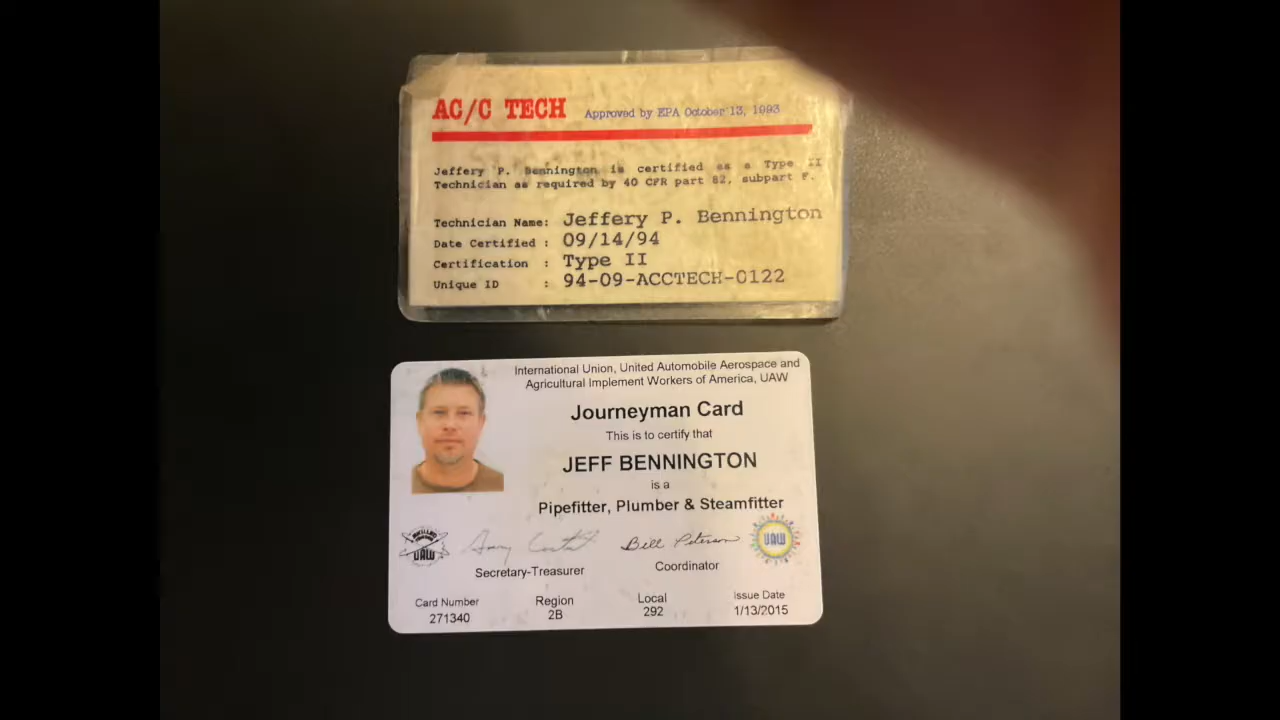 AC/C TECH Approved by EPA October 13, 1993
Jeffery P. Bennington is certified as a Type II
Technician as required by 40 CFR part 82, subpart F.
Technician Name: Jeffery P. Bennington
Date Certified : 09/14/94
Certification : Type II
Unique ID : 94-09-ACCTECH-0122
International Union, United Automobile Aerospace and
Agricultural Implement Workers of America, UAW
Journeyman Card
This is to certify that
JEFF BENNINGTON
is a
Pipefitter, Plumber & Steamfitter
UAW
Bill Peterson
UAW
Secretary-Treasurer
Coordinator
Card Number
271340
Region
2B
Local
292
Issue Date
1/13/2015